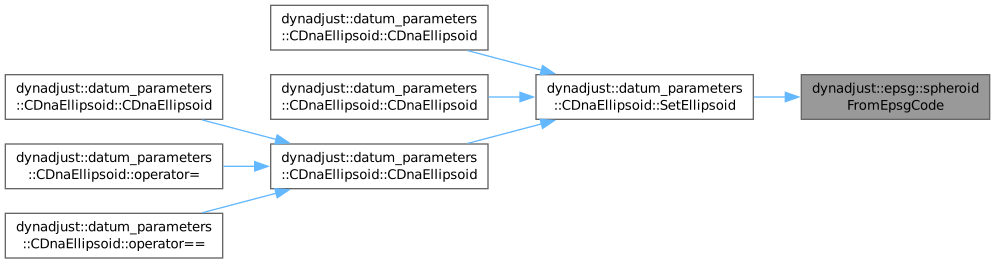 dynadjust::datum_parameters
::CDnaEllipsoid::CDnaEllipsoid
dynadjust::datum_parameters
::CDnaEllipsoid::CDnaEllipsoid
dynadjust::datum_parameters
::CDnaEllipsoid::CDnaEllipsoid
dynadjust::datum_parameters
::CDnaEllipsoid::SetEllipsoid
dynadjust::epsg::spheroid
FromEpsgCode
dynadjust::datum_parameters
::CDnaEllipsoid::operator=
dynadjust::datum_parameters
::CDnaEllipsoid::CDnaEllipsoid
dynadjust::datum_parameters
::CDnaEllipsoid::operator==